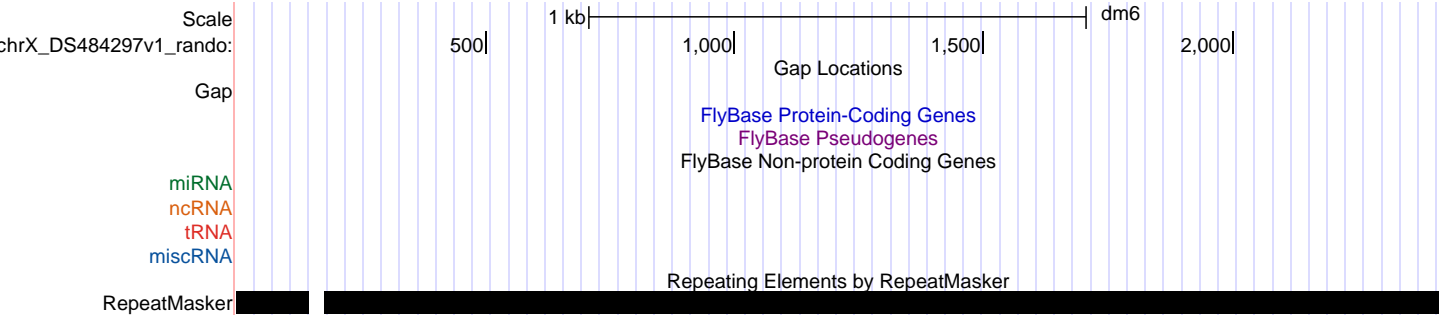 Scale 1 kb dm6
chrX_DS484297v1_rando: 500 1,000 1,500 2,000
Gap Locations
Gap
FlyBase Protein-Coding Genes
FlyBase Pseudogenes
FlyBase Non-protein Coding Genes
miRNA
ncRNA
tRNA
miscRNA
Repeating Elements by RepeatMasker
RepeatMasker